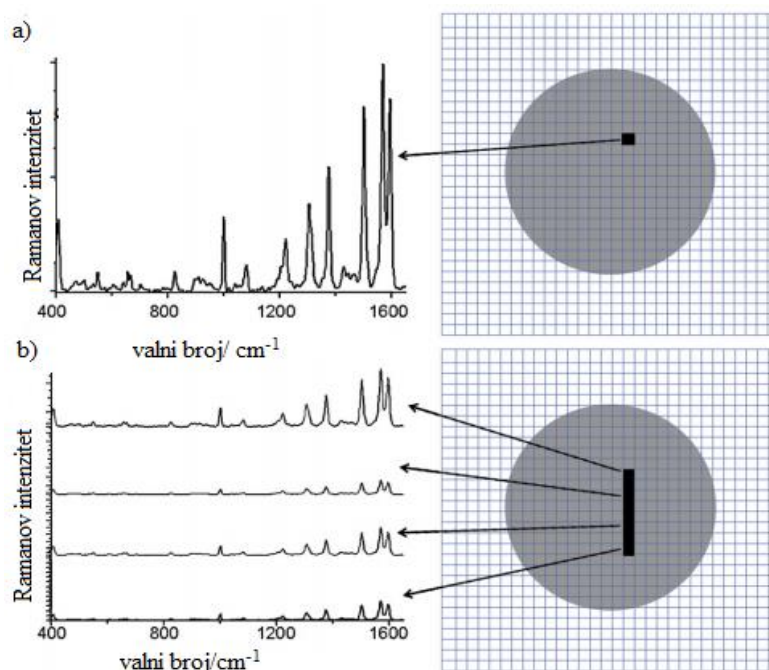 a)
Ramanov intenzitet
400 800 1200 1600
valni broj/ cm-1
b)
Ramanov intenzitet
400 800 1200 1600
valni broj/cm-1